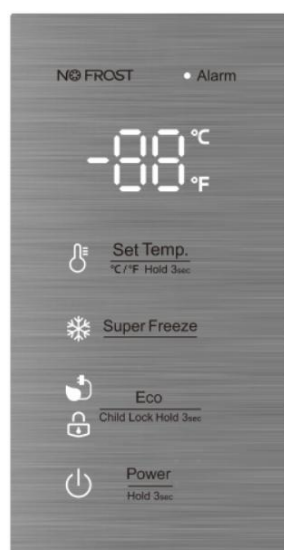 NO FROST
Alarm
-88 °C
°F
Set Temp.
°C/°F Hold 3sec
Super Freeze
Eco
Child Lock Hold 3sec
Power
Hold 3sec